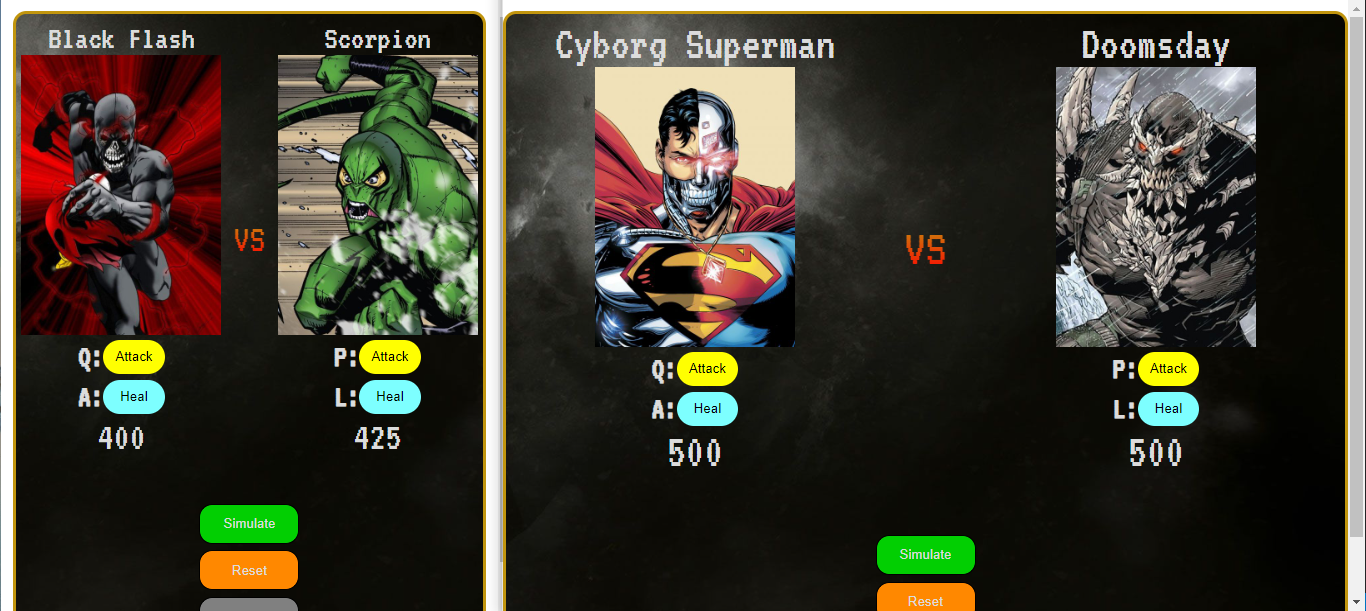 Black Flash
Scorpion
VS
Q: Attack
P: Attack
A: Heal
L: Heal
400
425
Simulate
Reset
Cyborg Superman
Doomsday
VS
Q: Attack
P: Attack
A: Heal
L: Heal
500
500
Simulate
Reset